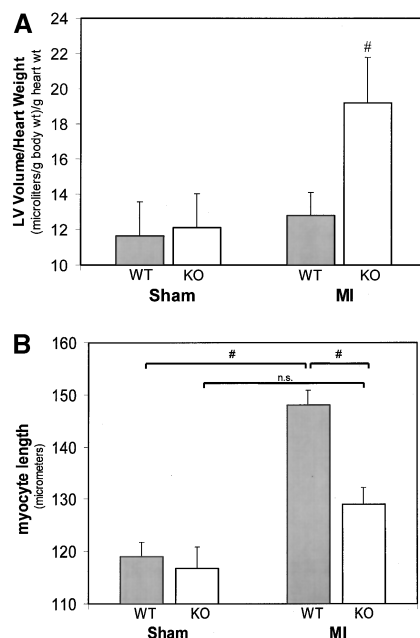 A
LV Volume/Heart Weight
(microliters/g body wt)/g heart wt
24
22
20
18
16
14
12
10
#
WT KO WT KO
Sham MI
B
myocyte length
(micrometers)
160
150
140
130
120
110
# #
n.s.
WT KO WT KO
Sham MI